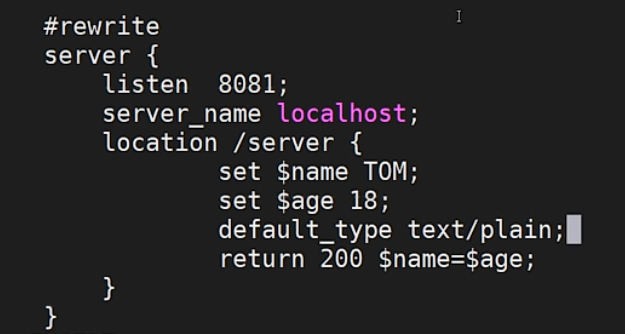 #rewrite
server {
    listen  8081;
    server_name localhost;
    location /server {
            set $name TOM;
            set $age 18;
            default_type text/plain;
            return 200 $name=$age;
    }
}